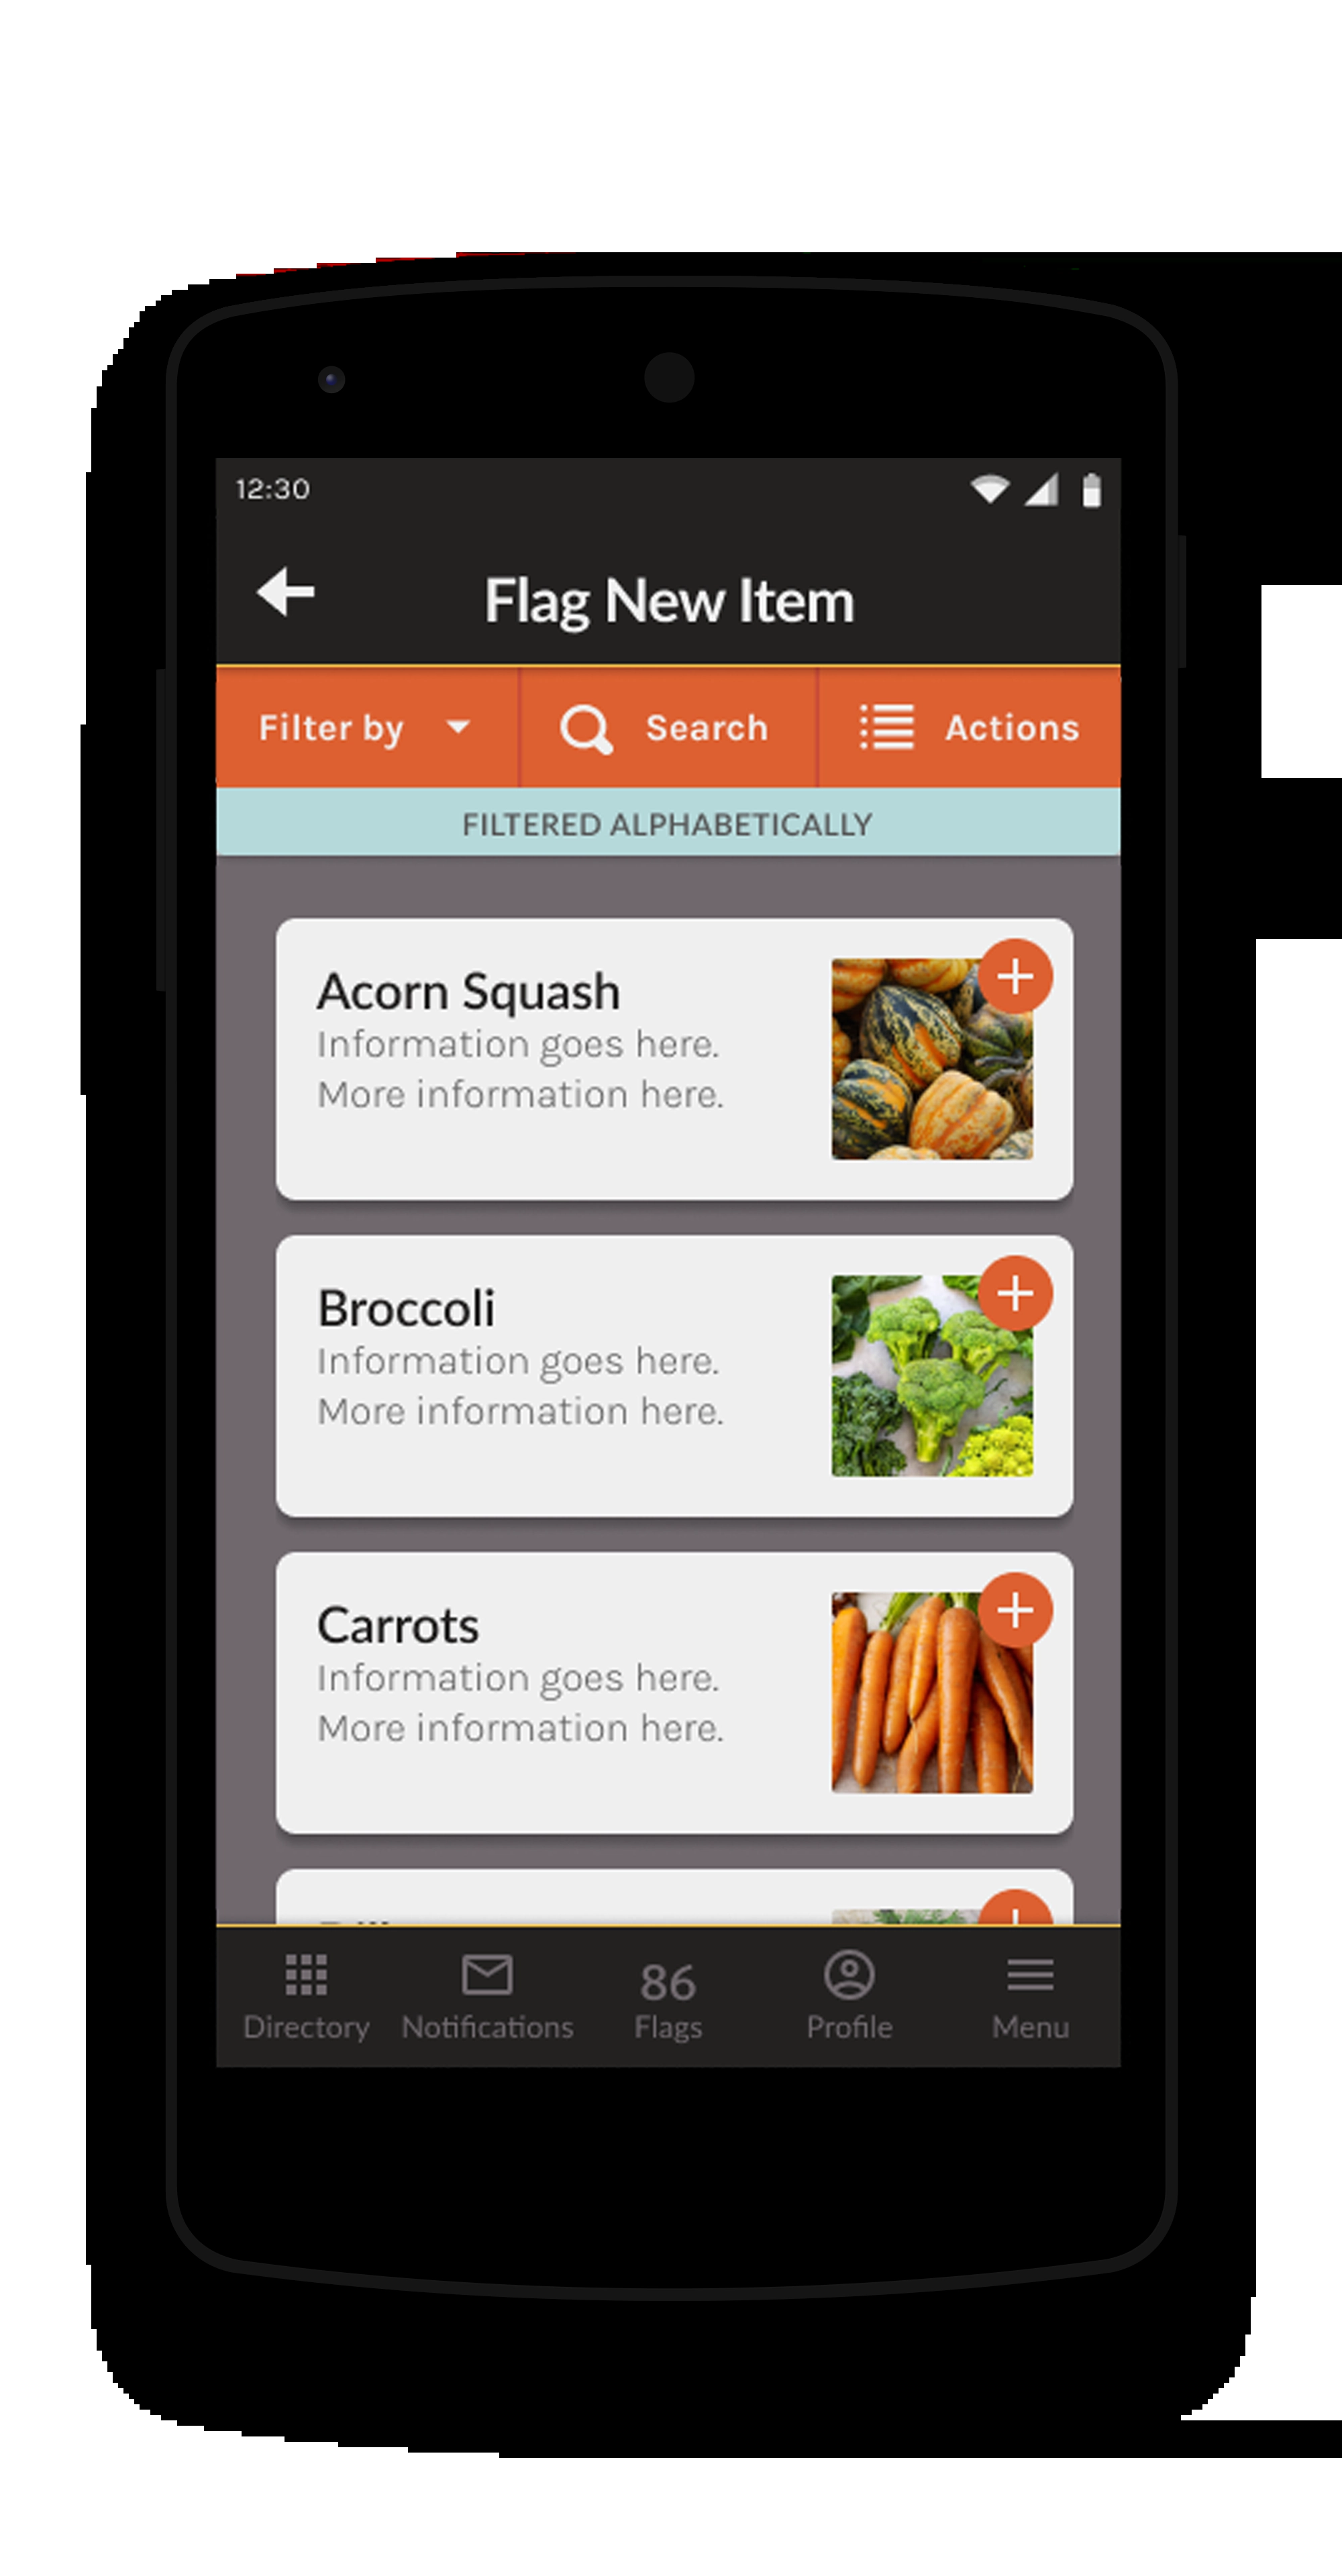 12:30
Flag New Item
Filter by
Search
Actions
FILTERED ALPHABETICALLY
Acorn Squash
Information goes here.
More information here.
Broccoli
Information goes here.
More information here.
Carrots
Information goes here.
More information here.
86
Directory
Notifications
Flags
Profile
Menu